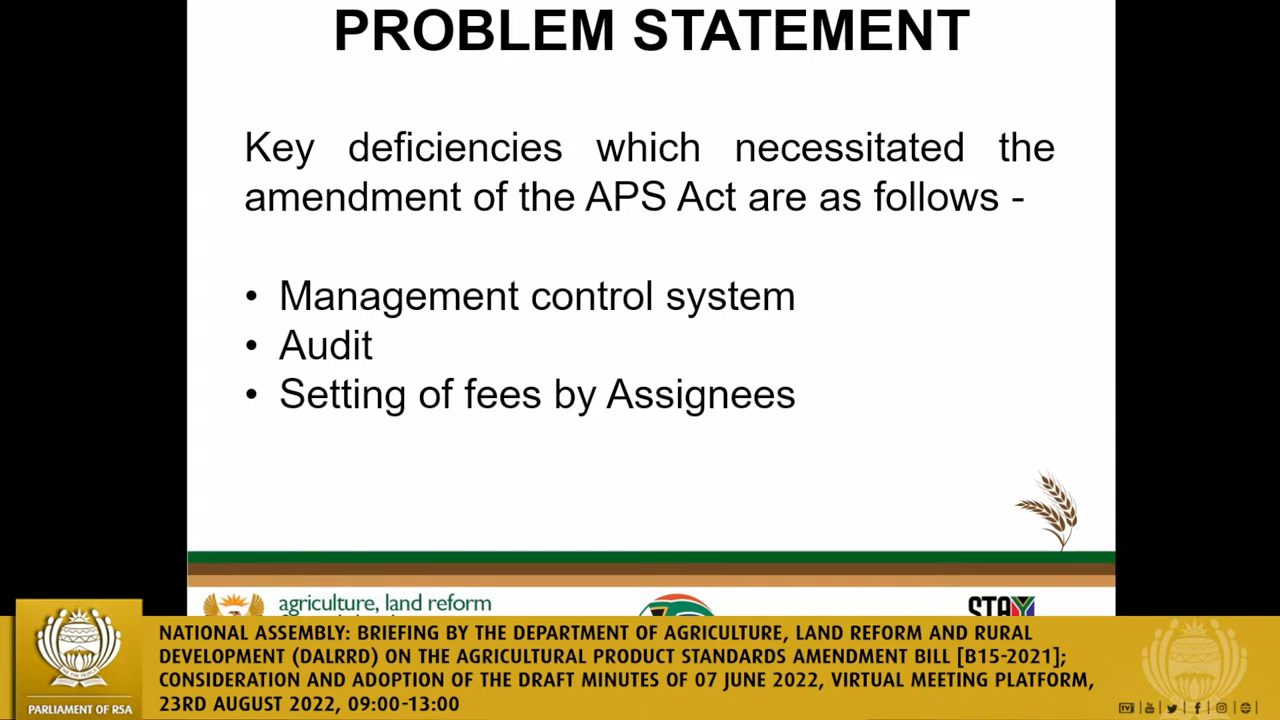 PROBLEM STATEMENT
Key deficiencies which necessitated the
amendment of the APS Act are as follows -
• Management control system
• Audit
• Setting of fees by Assignees
agriculture, land reform
STAY
NATIONAL ASSEMBLY: BRIEFING BY THE DEPARTMENT OF AGRICULTURE, LAND REFORM AND RURAL
DEVELOPMENT (DALRRD) ON THE AGRICULTURAL PRODUCT STANDARDS AMENDMENT BILL [B15-2021];
CONSIDERATION AND ADOPTION OF THE DRAFT MINUTES OF 07 JUNE 2022, VIRTUAL MEETING PLATFORM,
23RD AUGUST 2022, 09:00-13:00
PARLIAMENT OF RSA